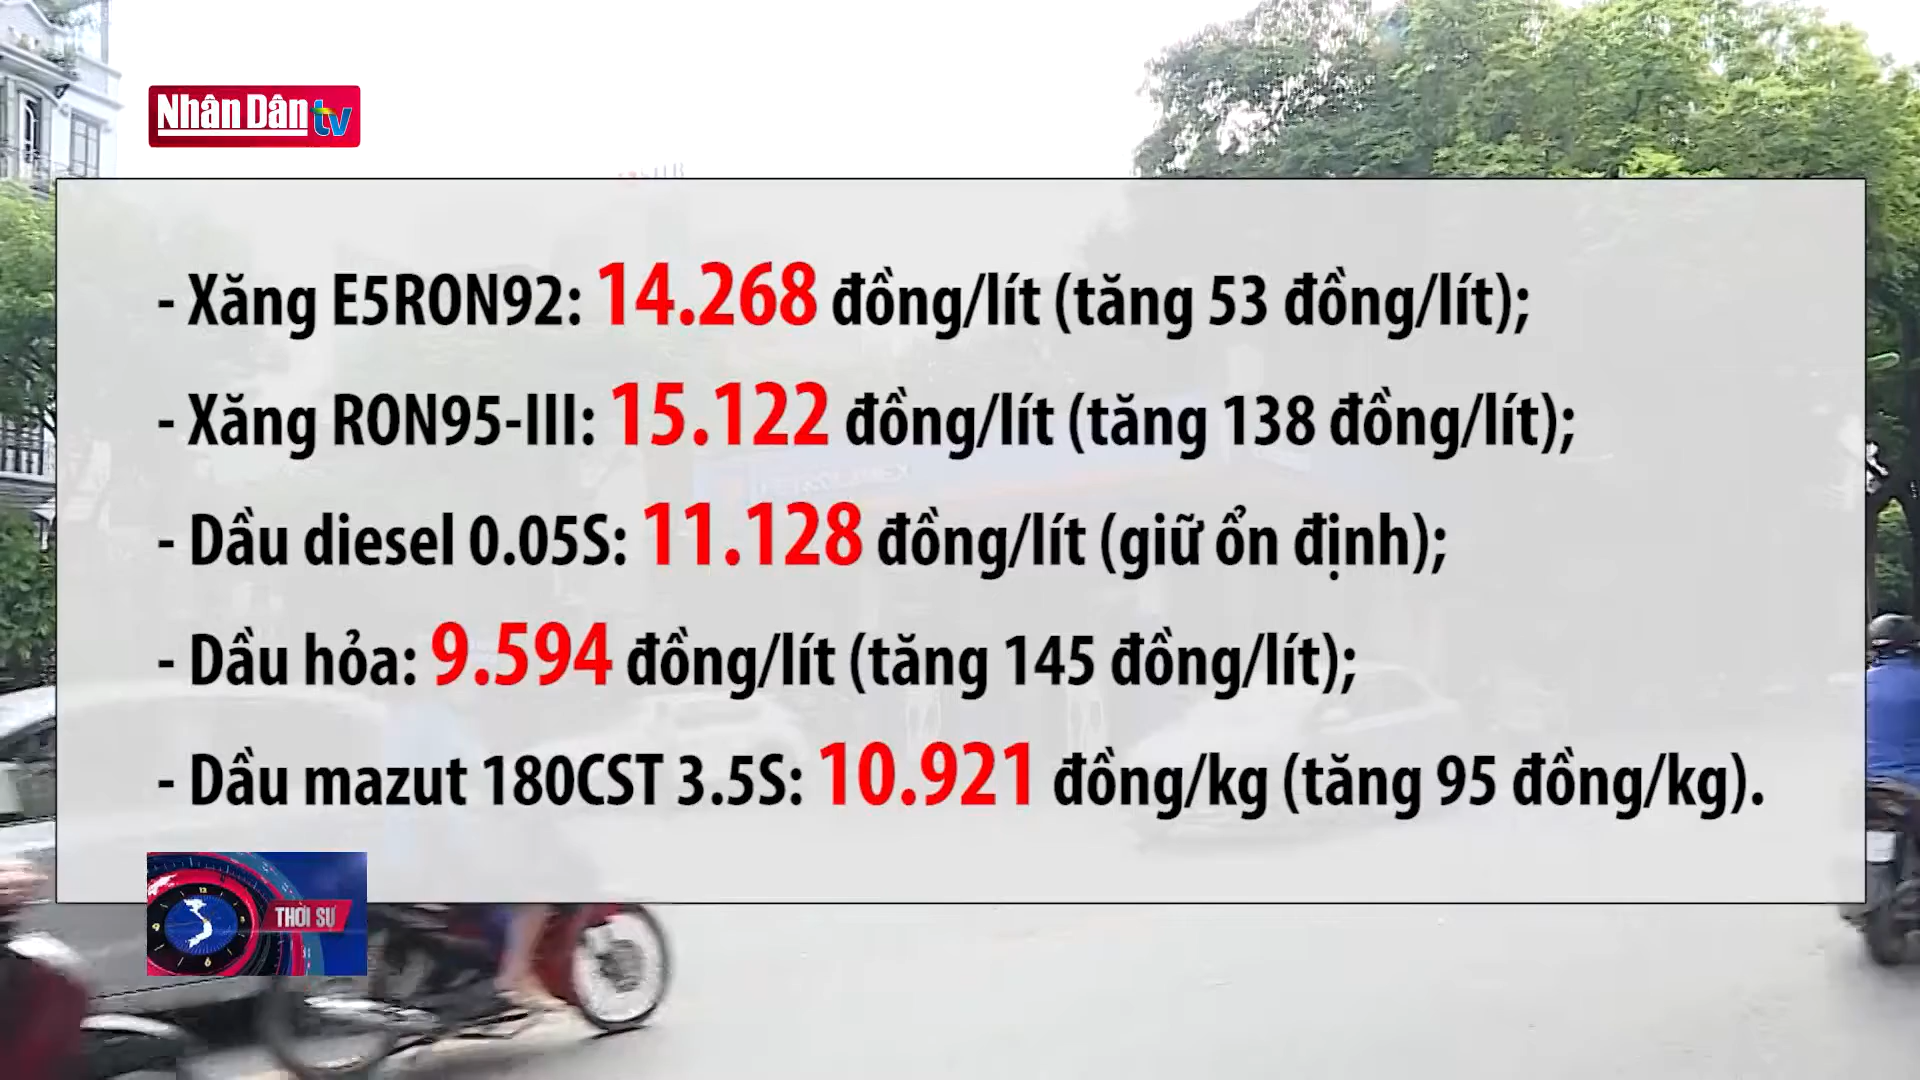 Nhân Dân tv
- Xăng E5RON92: 14.268 đồng/lít (tăng 53 đồng/lít);
- Xăng RON95-III: 15.122 đồng/lít (tăng 138 đồng/lít);
- Dầu diesel 0.05S: 11.128 đồng/lít (giữ ổn định);
- Dầu hỏa: 9.594 đồng/lít (tăng 145 đồng/lít);
- Dầu mazut 180CST 3.5S: 10.921 đồng/kg (tăng 95 đồng/kg).
12
9
6
THỜI SỰ